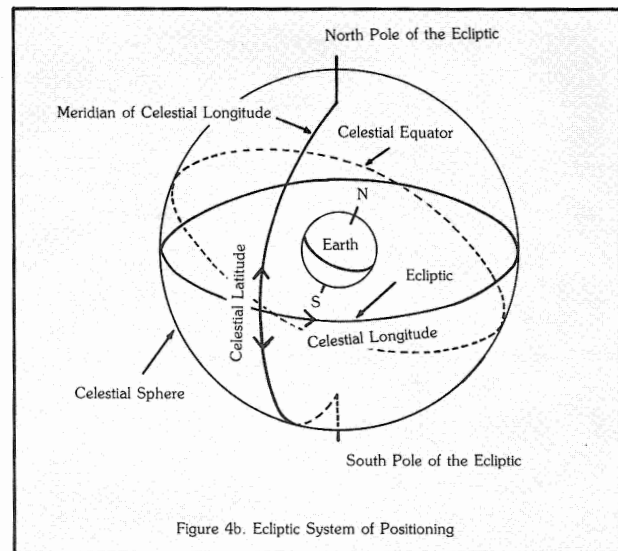 North Pole of the Ecliptic
Meridian of Celestial Longitude
Celestial Equator
N
Earth
Ecliptic
S
Celestial Latitude
Celestial Longitude
Celestial Sphere
South Pole of the Ecliptic
Figure 4b. Ecliptic System of Positioning